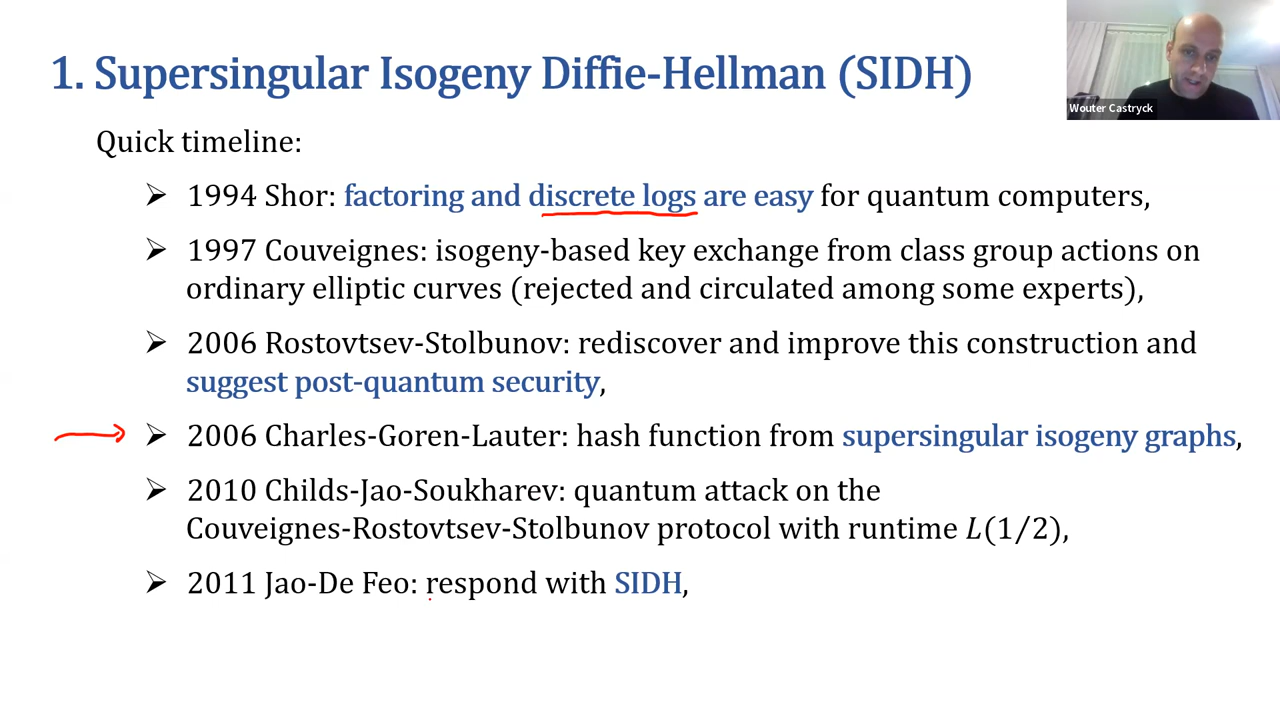 1. Supersingular Isogeny Diffie-Hellman (SIDH)
Wouter Castryck
Quick timeline:
➢ 1994 Shor: factoring and discrete logs are easy for quantum computers,
➢ 1997 Couveignes: isogeny-based key exchange from class group actions on
ordinary elliptic curves (rejected and circulated among some experts),
➢ 2006 Rostovtsev-Stolbunov: rediscover and improve this construction and
suggest post-quantum security,
➢ 2006 Charles-Goren-Lauter: hash function from supersingular isogeny graphs,
➢ 2010 Childs-Jao-Soukharev: quantum attack on the
Couveignes-Rostovtsev-Stolbunov protocol with runtime L(1/2),
➢ 2011 Jao-De Feo: respond with SIDH,